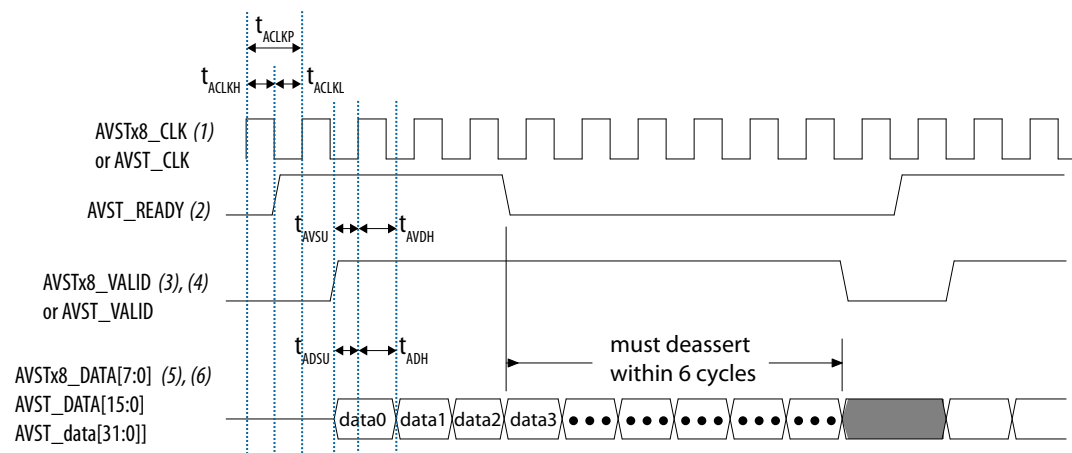 tACLKP
tACLKH
tACLKL
AVSTx8_CLK (1)
or AVST_CLK
AVST_READY (2)
tAVSU
tAVDH
AVSTx8_VALID (3), (4)
or AVST_VALID
tADSU
tADH
must deassert
within 6 cycles
AVSTx8_DATA[7:0] (5), (6)
AVST_DATA[15:0]
AVST_data[31:0]]
data0 data1 data2 data3